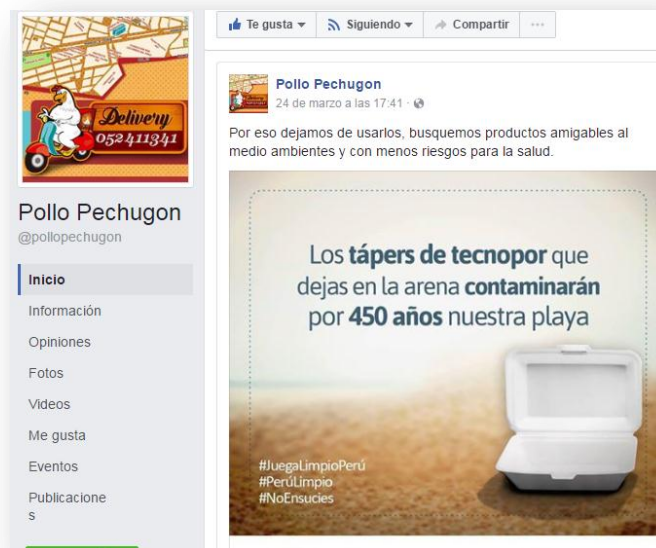 Te gusta
Siguiendo
Compartir
Delivery
052 411341
Pollo Pechugon
@pollopechugon
Inicio
Información
Opiniones
Fotos
Videos
Me gusta
Eventos
Publicacione
s
Pollo Pechugon
24 de marzo a las 17:41 ·
Por eso dejamos de usarlos, busquemos productos amigables al
medio ambientes y con menos riesgos para la salud.
Los tápers de tecnopor que
dejas en la arena contaminarán
por 450 años nuestra playa
#JuegaLimpioPerú
#PerúLimpio
#NoEnsucies